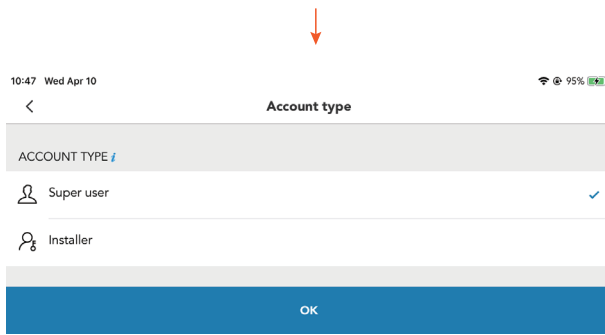 10:47 Wed Apr 10 95%
Account type
ACCOUNT TYPE i
Super user
Installer
OK